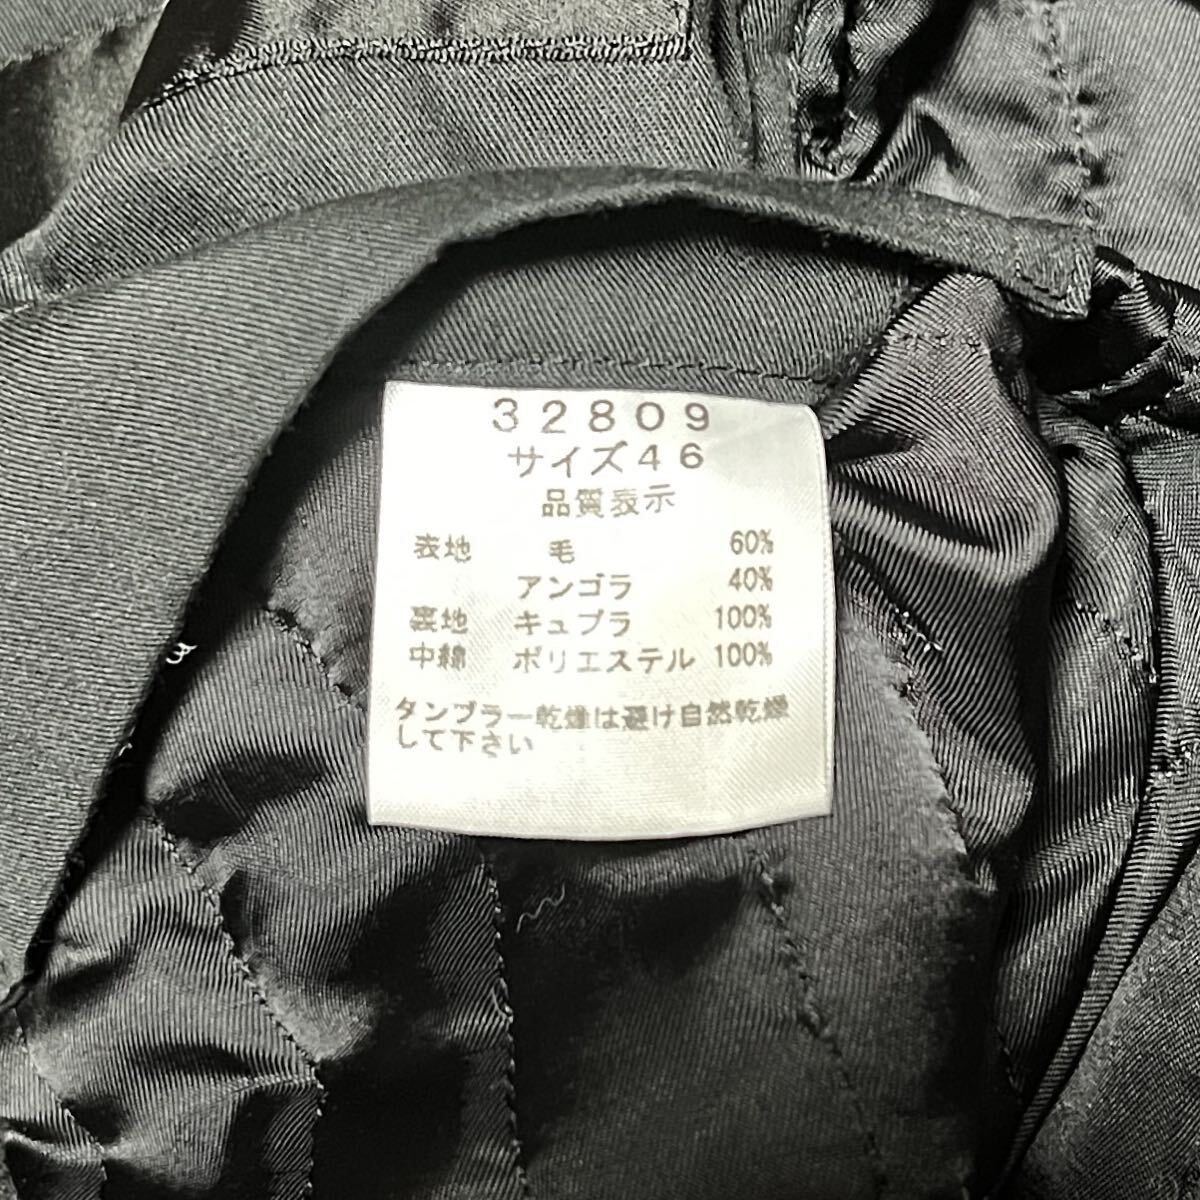 32809
サイズ46
品質表示
表地 毛 60%
アンゴラ 40%
裏地 キュプラ 100%
中綿 ポリエステル 100%
タンブラー乾燥は避け自然乾燥
して下さい